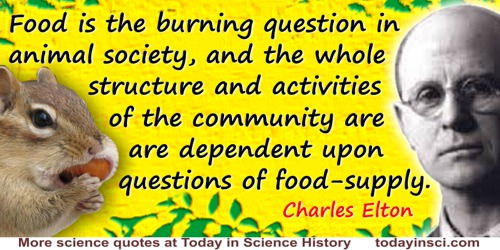 Food is the burning question in
animal society, and the whole
structure and activities
of the community are
are dependent upon
questions of food-supply.
Charles Elton
More science quotes at Today in Science History todayinsci.com